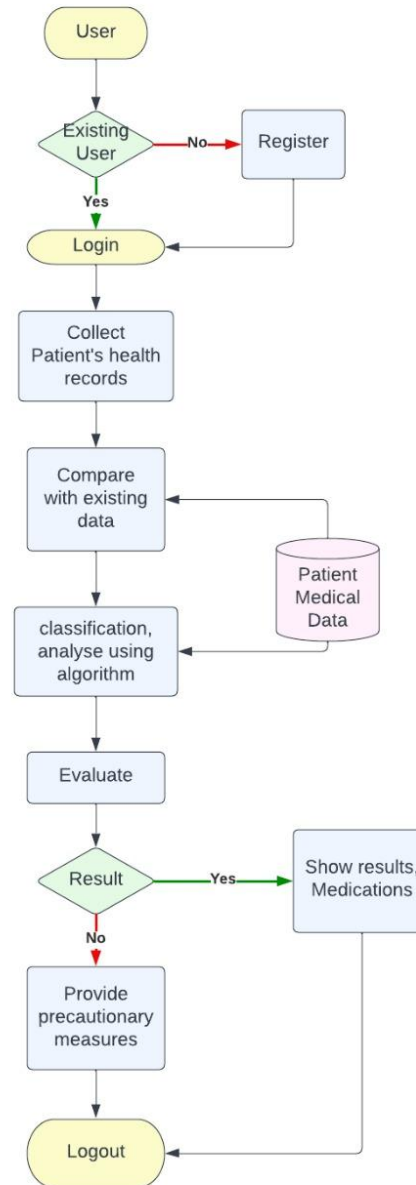 User
Existing
User
No
Register
Yes
Login
Collect
Patient's health
records
Compare
with existing
data
Patient
Medical
Data
classification,
analyse using
algorithm
Evaluate
Result
Yes
Show results,
Medications
No
Provide
precautionary
measures
Logout